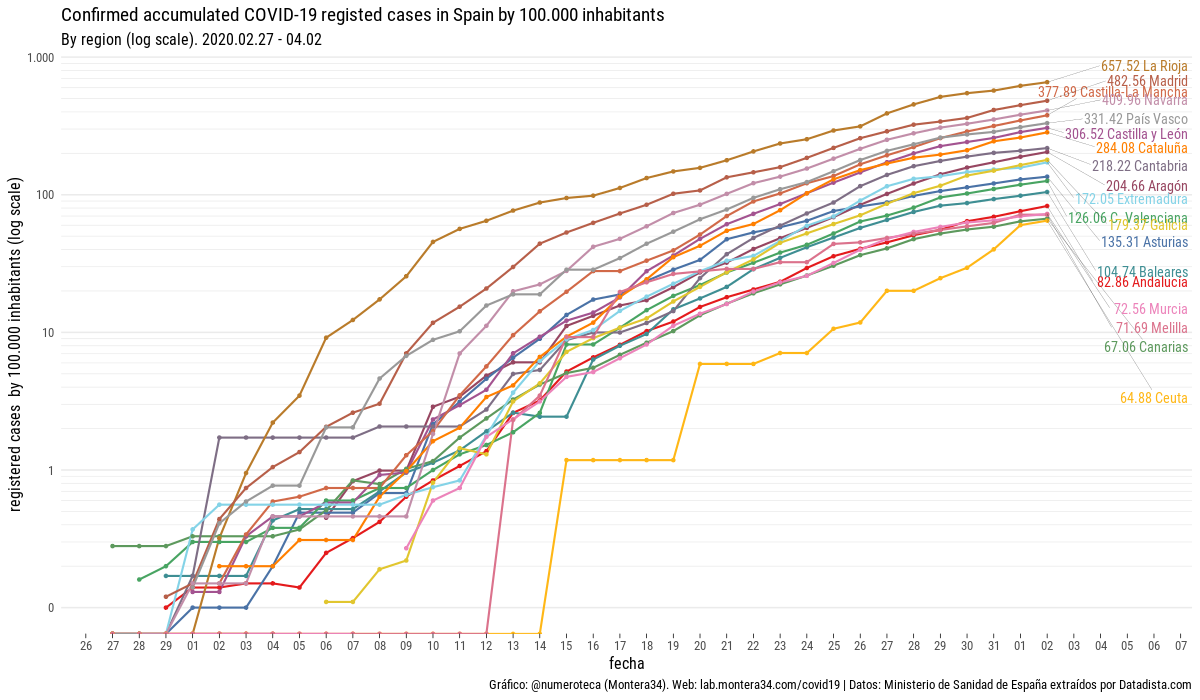 Confirmed accumulated COVID-19 registed cases in Spain by 100.000 inhabitants
By region (log scale). 2020.02.27 - 04.02
registered cases by 100.000 inhabitants (log scale)
1.000
100
10
1
0
657.52 La Rioja
482.56 Madrid
377.89 Castilla-La Mancha
409.96 Navarra
331.42 País Vasco
306.52 Castilla y León
284.08 Cataluña
218.22 Cantabria
204.66 Aragón
172.05 Extremadura
126.06 C. Valenciana
179.37 Galicia
135.31 Asturias
104.74 Baleares
82.86 Andalucía
72.56 Murcia
71.69 Melilla
67.06 Canarias
64.88 Ceuta
26 27 28 29 01 02 03 04 05 06 07 08 09 10 11 12 13 14 15 16 17 18 19 20 21 22 23 24 25 26 27 28 29 30 31 01 02 03 04 05 06 07
fecha
Gráfico: @numeroteca (Montera34). Web: lab.montera34.com/covid19 | Datos: Ministerio de Sanidad de España extraídos por Datadista.com